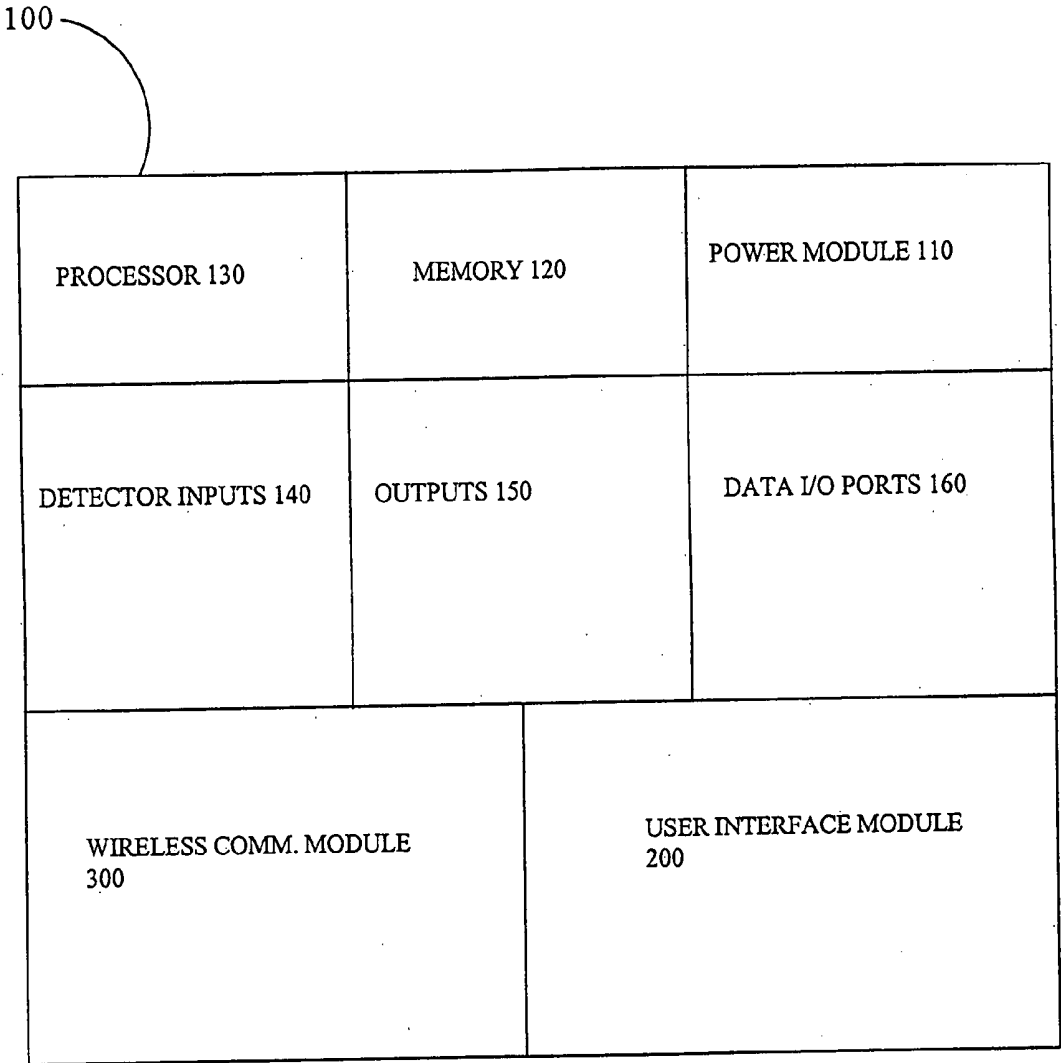 100
PROCESSOR 130
MEMORY 120
POWER MODULE 110
DETECTOR INPUTS 140
OUTPUTS 150
DATA I/O PORTS 160
WIRELESS COMM. MODULE
300
USER INTERFACE MODULE
200